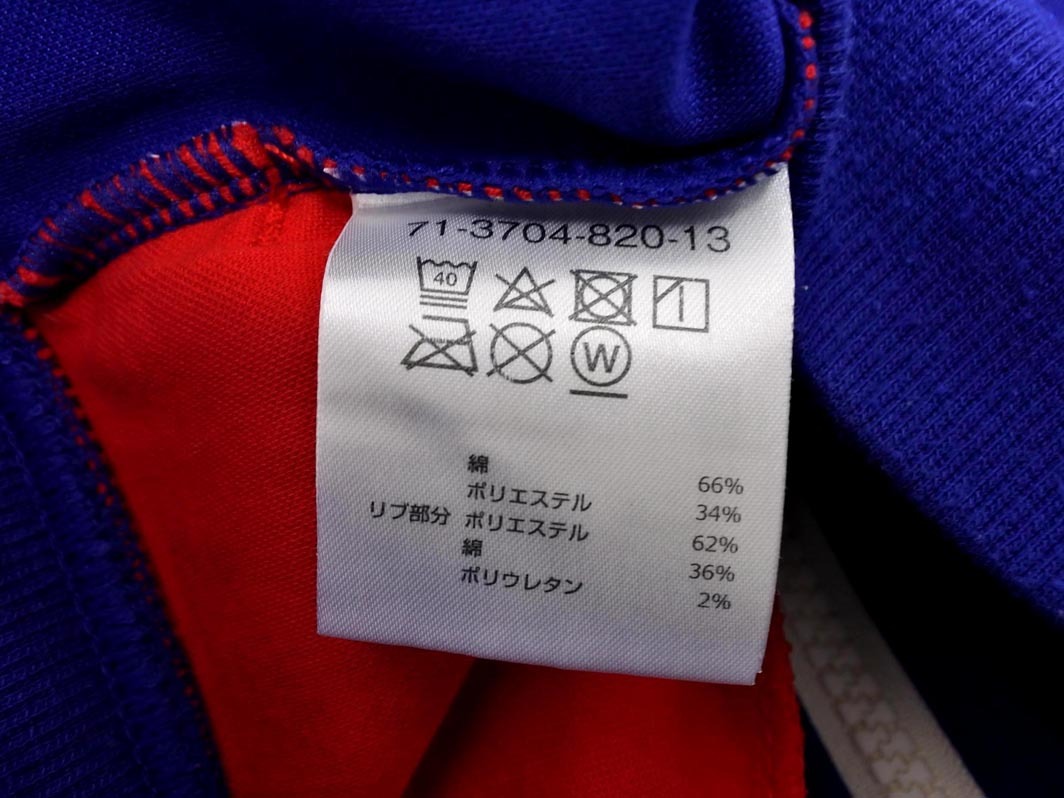 71-3704-820-13
40
W
綿 66%
ポリエステル 34%
リブ部分 ポリエステル 62%
綿 36%
ポリウレタン 2%